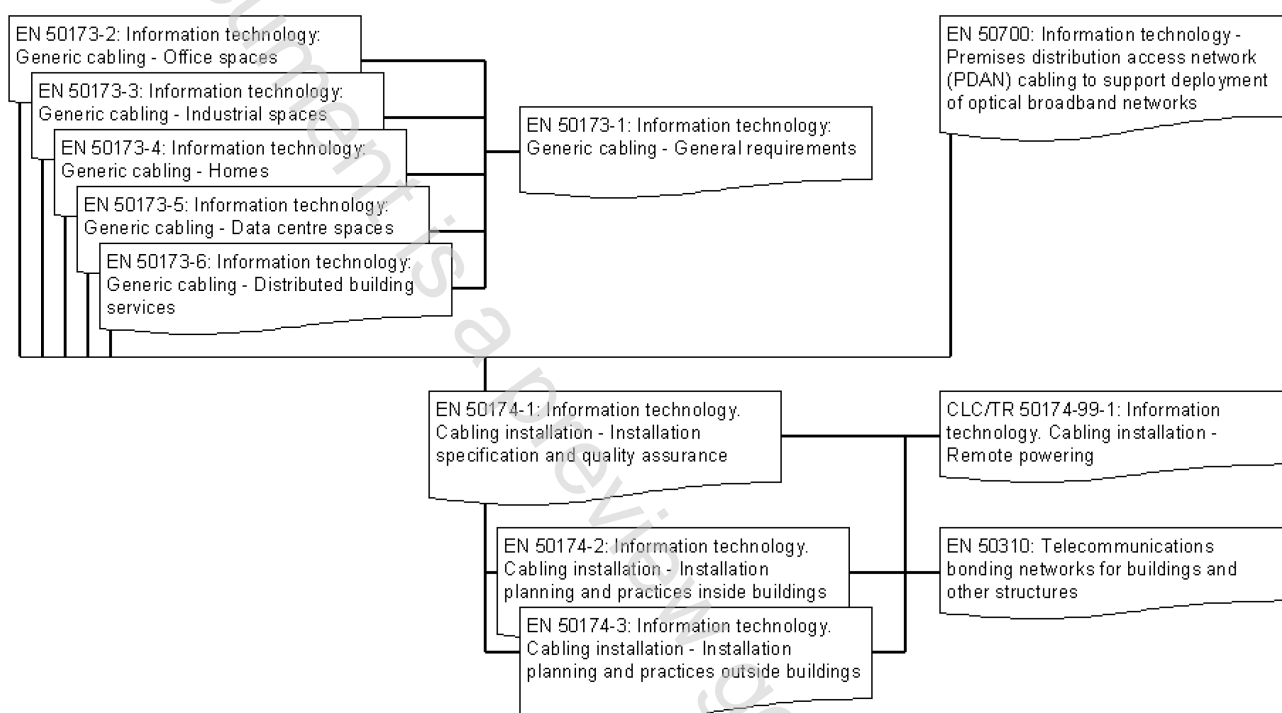 EN 50173-2: Information technology:
Generic cabling - Office spaces
EN 50173-3: Information technology:
Generic cabling - Industrial spaces
EN 50173-4: Information technology:
Generic cabling - Homes
EN 50173-5: Information technology:
Generic cabling - Data centre spaces
EN 50173-6: Information technology:
Generic cabling - Distributed building
services
EN 50173-1: Information technology:
Generic cabling - General requirements
EN 50700: Information technology -
Premises distribution access network
(PDAN) cabling to support deployment
of optical broadband networks
EN 50174-1: Information technology.
Cabling installation - Installation
specification and quality assurance
CLC/TR 50174-99-1: Information
technology. Cabling installation -
Remote powering
EN 50174-2: Information technology.
Cabling installation - Installation
planning and practices inside buildings
EN 50310: Telecommunications
bonding networks for buildings and
other structures
EN 50174-3: Information technology.
Cabling installation - Installation
planning and practices outside buildings
is a preview